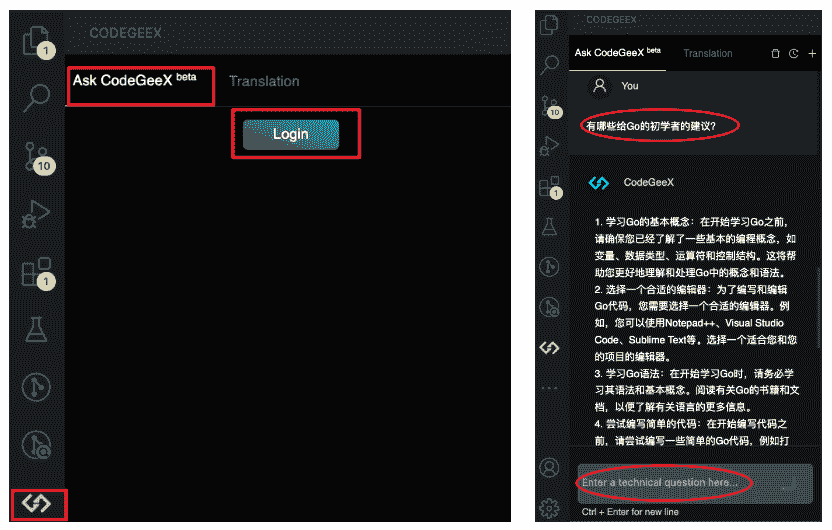 CODEGEEX
Ask CodeGeeX beta
Translation
Login
1
10
1
CODEGEEX
Ask CodeGeeX beta
Translation
You
有哪些给Go的初学者的建议？
CodeGeeX
1. 学习Go的基本概念：在开始学习Go之前，
请确保您已经了解了一些基本的编程概念，如
变量、数据类型、运算符和控制结构。这将帮
助您更好地理解和处理Go中的概念和语法。
2. 选择一个合适的编辑器：为了编写和编辑
Go代码，您需要选择一个合适的编辑器。例
如，您可以使用Notepad++、Visual Studio
Code、Sublime Text等。选择一个适合您和您
的项目的编辑器。
3. 学习Go语法：在开始学习Go时，请务必学
习其语法和基本概念。阅读有关Go的书籍和文
档，以便了解有关语言的更多信息。
4. 尝试编写简单的代码：在开始编写代码之
前，请尝试编写一些简单的Go代码，例如打
10
1
Enter a technical question here...
Ctrl + Enter for new line